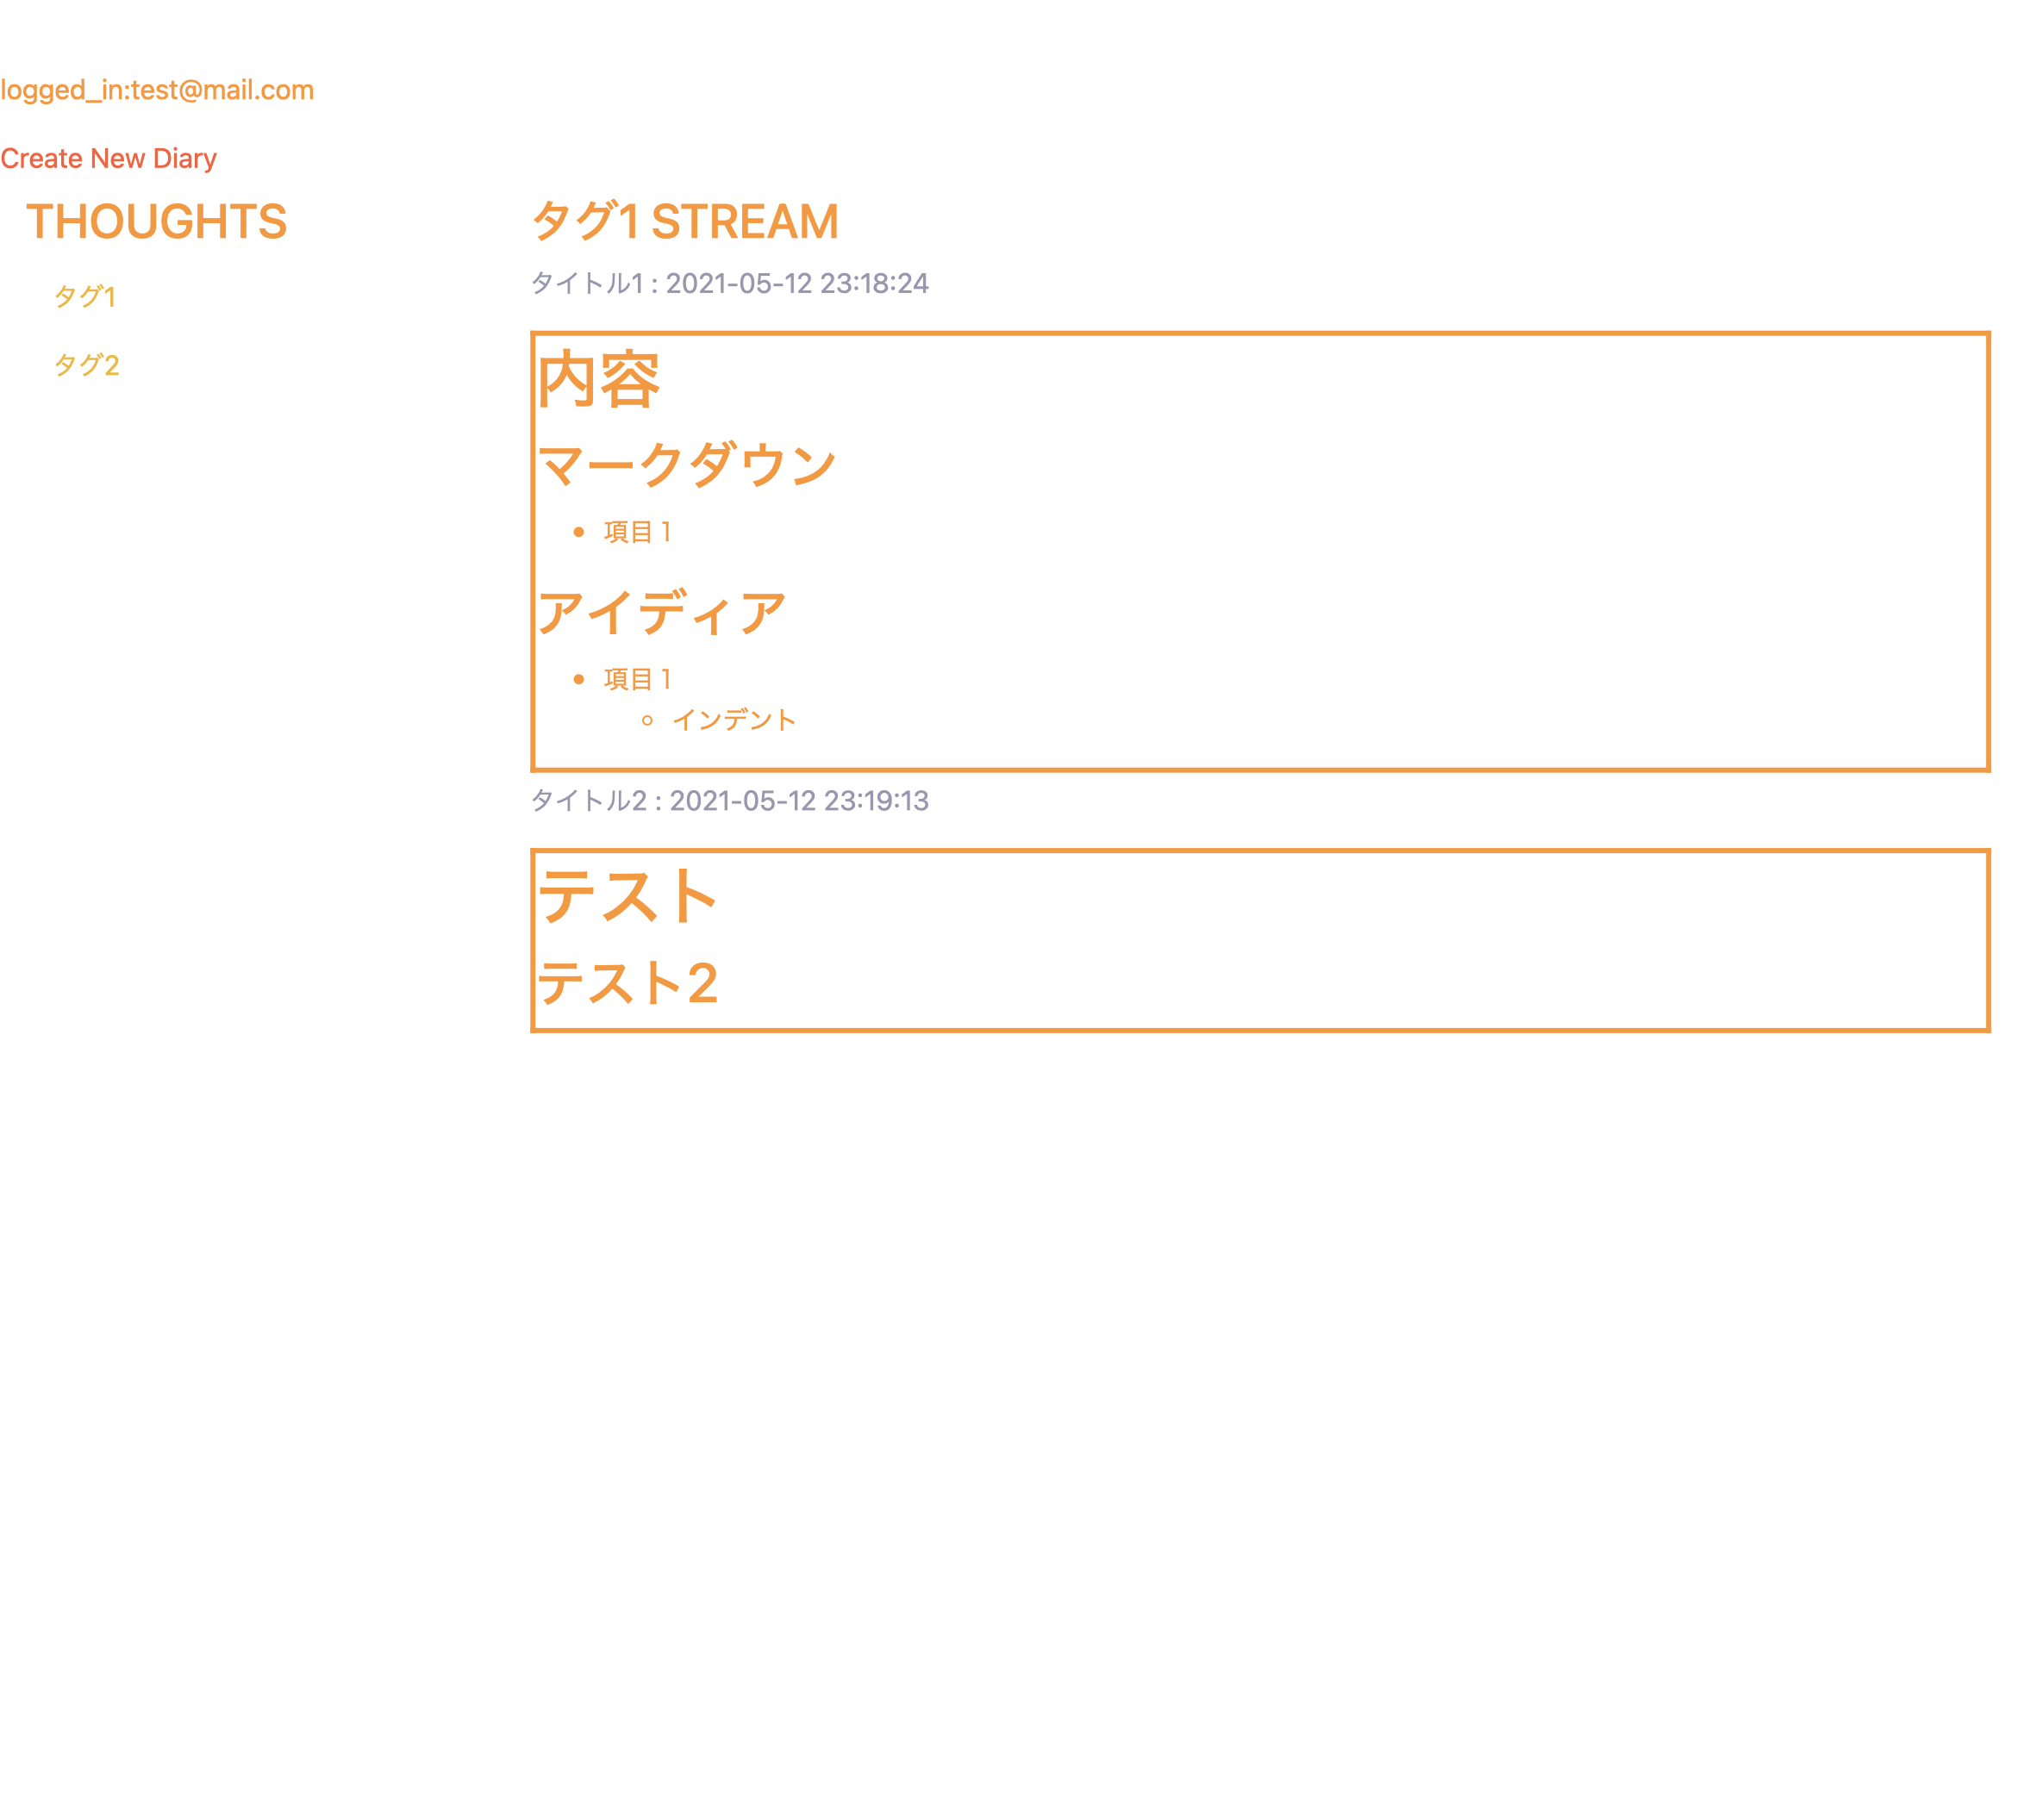 logged_in:test@mail.com
Create New Diary
THOUGHTS
タグ1
タグ2
タグ1 STREAM
タイトル1 : 2021-05-12 23:18:24
内容
マークダウン
項目 1
アイディア
項目 1
インデント
タイトル2 : 2021-05-12 23:19:13
テスト
テスト2